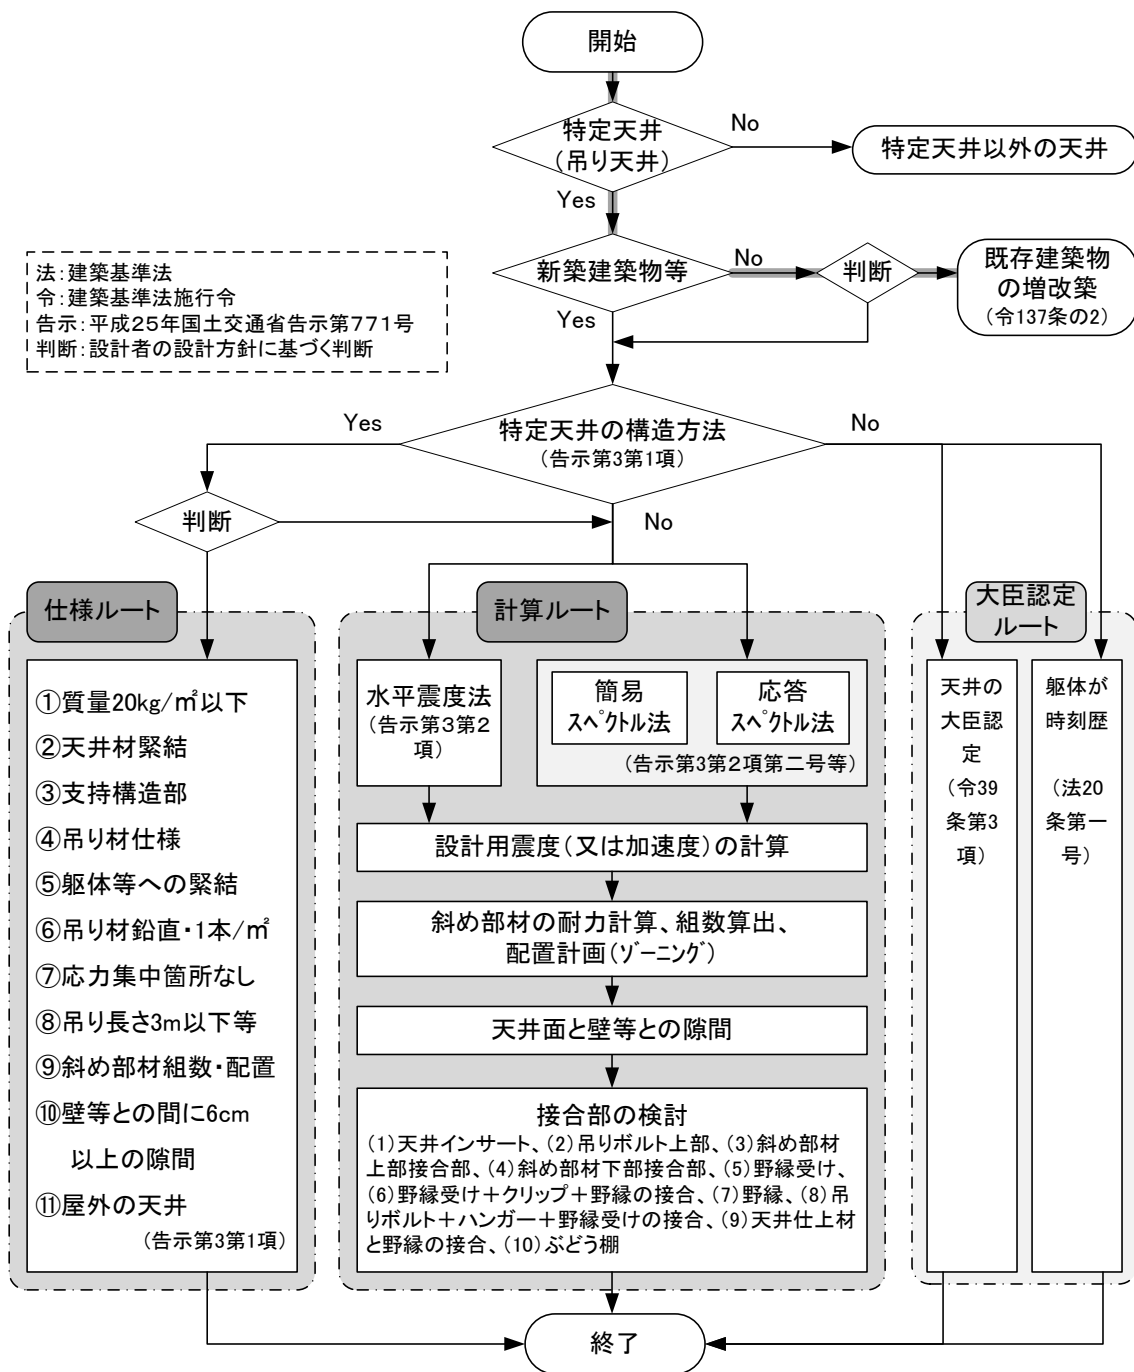 開始
特定天井
(吊り天井)
No
特定天井以外の天井
Yes
新築建築物等
No
判断
既存建築物
の増改築
(令137条の2)
Yes
法:建築基準法
令:建築基準法施行令
告示:平成25年国土交通省告示第771号
判断:設計者の設計方針に基づく判断
Yes
特定天井の構造方法
(告示第3第1項)
No
判断
No
仕様ルート
①質量20kg/㎡以下
②天井材緊結
③支持構造部
④吊り材仕様
⑤躯体等への緊結
⑥吊り材鉛直・1本/㎡
⑦応力集中箇所なし
⑧吊り長さ3m以下等
⑨斜め部材組数・配置
⑩壁等との間に6cm
以上の隙間
⑪屋外の天井
(告示第3第1項)
計算ルート
水平震度法
(告示第3第2
項)
簡易
スペクトル法
応答
スペクトル法
(告示第3第2項第二号等)
設計用震度(又は加速度)の計算
斜め部材の耐力計算、組数算出、
配置計画(ゾーニング)
天井面と壁等との隙間
接合部の検討
(1)天井インサート、(2)吊りボルト上部、(3)斜め部材
上部接合部、(4)斜め部材下部接合部、(5)野縁受け、
(6)野縁受け+クリップ+野縁の接合、(7)野縁、(8)吊
りボルト+ハンガー+野縁受けの接合、(9)天井仕上材
と野縁の接合、(10)ぶどう棚
大臣認定
ルート
天井の
大臣認
定
(令39
条第3
項)
躯体が
時刻歴
(法20
条第一
号)
終了